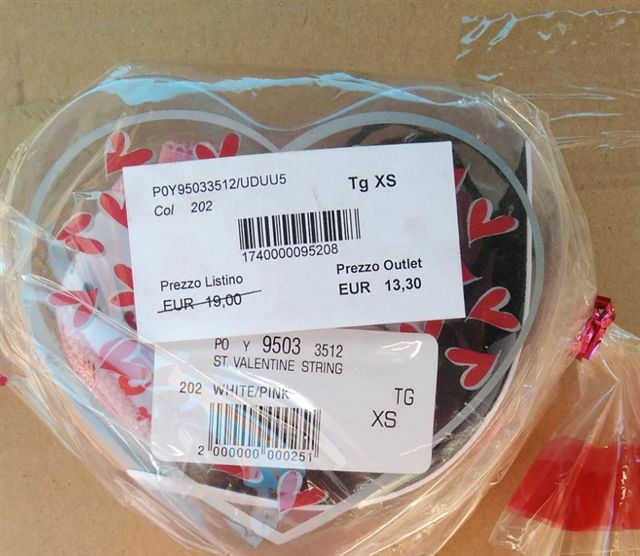 P0Y95033512/UDUU5 Tg XS
Col 202
1740000095208
Prezzo Listino Prezzo Outlet
EUR 19,00 EUR 13,30
P0 Y 9503 3512
ST. VALENTINE STRING
202 WHITE/PINK TG
XS
2 000000 000251